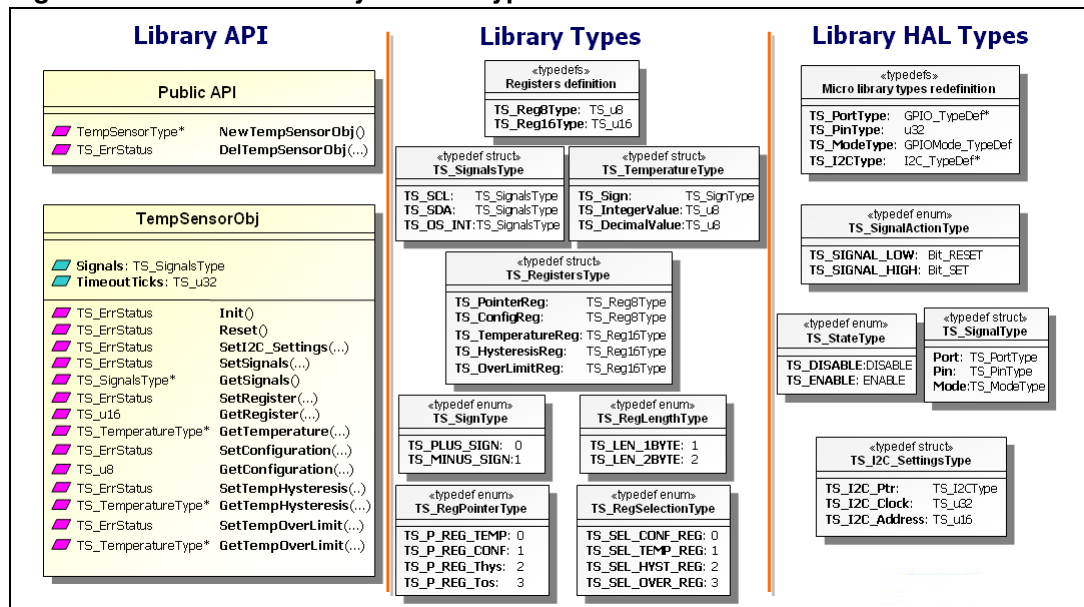 Library API
Public API
TempSensorType* NewTempSensorObj()
TS_ErrStatus DelTempSensorObj(...)
TempSensorObj
Signals: TS_SignalsType
TimeoutTicks: TS_u32
TS_ErrStatus Init()
TS_ErrStatus Reset()
TS_ErrStatus SetI2C_Settings(...)
TS_ErrStatus SetSignals(...)
TS_SignalsType* GetSignals()
TS_ErrStatus SetRegister(...)
TS_u16 GetRegister(...)
TS_TemperatureType* GetTemperature(...)
TS_ErrStatus SetConfiguration(...)
TS_u8 GetConfiguration(...)
TS_ErrStatus SetTempHysteresis(..)
TS_TemperatureType* GetTempHysteresis(...)
TS_ErrStatus SetTempOverLimit(...)
TS_TemperatureType* GetTempOverLimit(...)
Library Types
«typedefs»
Registers definition
TS_Reg8Type: TS_u8
TS_Reg16Type: TS_u16
«typedef struct»
TS_SignalsType
TS_SCL: TS_SignalsType
TS_SDA: TS_SignalsType
TS_OS_INT: TS_SignalsType
«typedef struct»
TS_TemperatureType
TS_Sign: TS_SignType
TS_IntegerValue: TS_u8
TS_DecimalValue: TS_u8
«typedef struct»
TS_RegistersType
TS_PointerReg: TS_Reg8Type
TS_ConfigReg: TS_Reg8Type
TS_TemperatureReg: TS_Reg16Type
TS_HysteresisReg: TS_Reg16Type
TS_OverLimitReg: TS_Reg16Type
«typedef enum»
TS_SignType
TS_PLUS_SIGN: 0
TS_MINUS_SIGN:1
«typedef enum»
TS_RegLengthType
TS_LEN_1BYTE: 1
TS_LEN_2BYTE: 2
«typedef enum»
TS_RegPointerType
TS_P_REG_TEMP: 0
TS_P_REG_CONF: 1
TS_P_REG_Thys: 2
TS_P_REG_Tos: 3
«typedef enum»
TS_RegSelectionType
TS_SEL_CONF_REG: 0
TS_SEL_TEMP_REG: 1
TS_SEL_HYST_REG: 2
TS_SEL_OVER_REG: 3
Library HAL Types
«typedefs»
Micro library types redefinition
TS_PortType: GPIO_TypeDef*
TS_PinType: u32
TS_ModeType: GPIOMode_TypeDef
TS_I2CType: I2C_TypeDef*
«typedef enum»
TS_SignalActionType
TS_SIGNAL_LOW: Bit_RESET
TS_SIGNAL_HIGH: Bit_SET
«typedef enum»
TS_StateType
TS_DISABLE:DISABLE
TS_ENABLE: ENABLE
«typedef struct»
TS_SignalType
Port: TS_PortType
Pin: TS_PinType
Mode:TS_ModeType
«typedef struct»
TS_I2C_SettingsType
TS_I2C_Ptr: TS_I2CType
TS_I2C_Clock: TS_u32
TS_I2C_Address: TS_u16